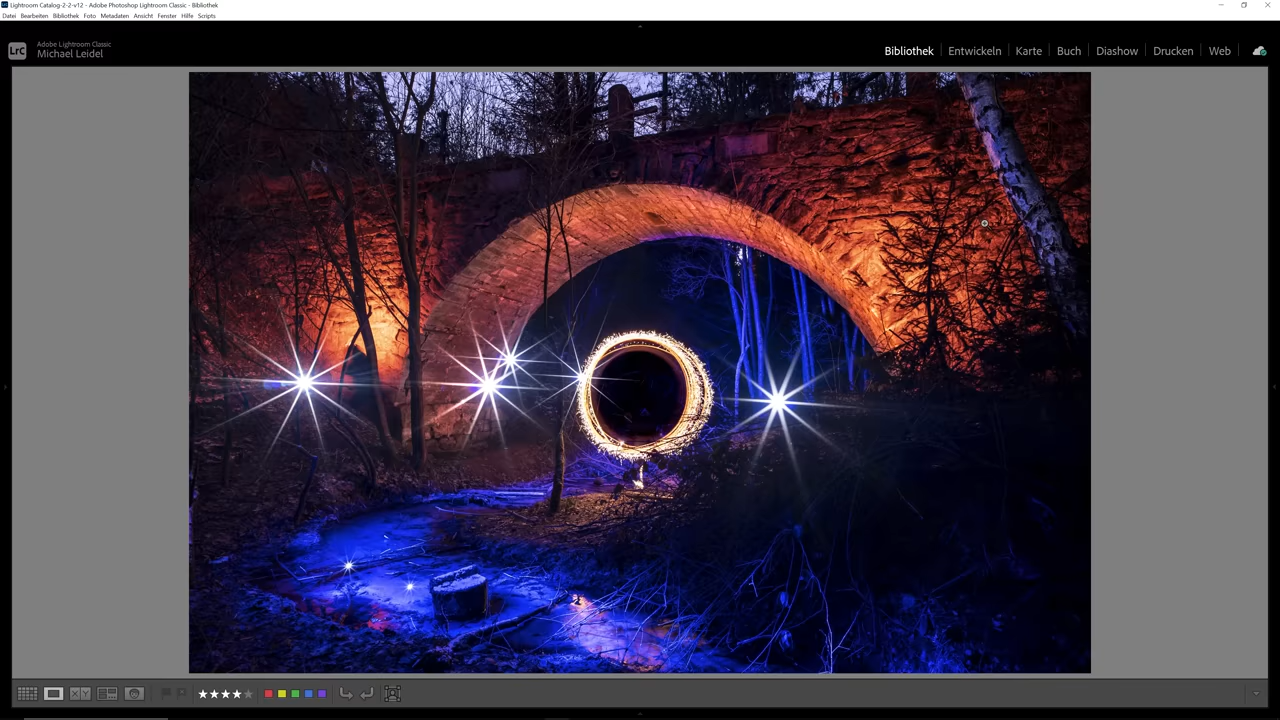 Lightroom Catalog-2-2-v12 - Adobe Photoshop Lightroom Classic - Bibliothek
Datei Bearbeiten Bibliothek Foto Metadaten Ansicht Fenster Hilfe Scripts
LrC
Adobe Lightroom Classic
Michael Leidel
Bibliothek Entwickeln Karte Buch Diashow Drucken Web
X Y